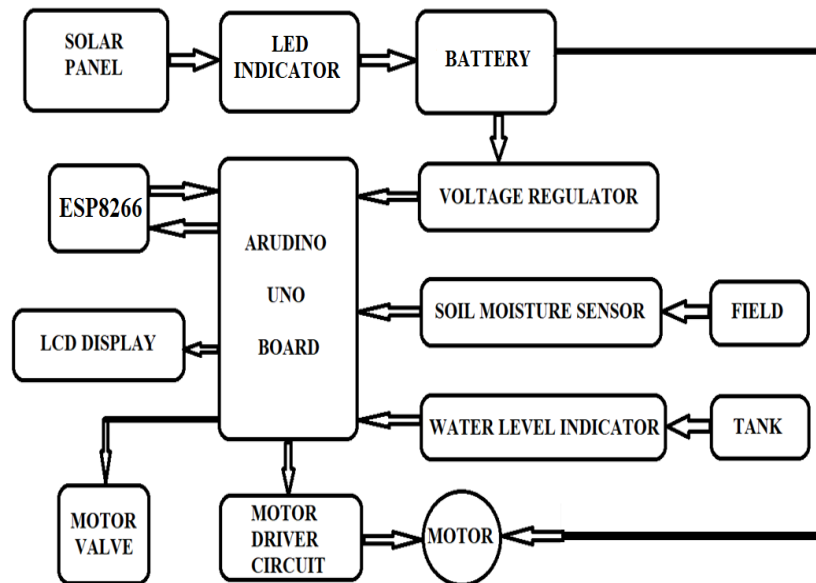 SOLAR
PANEL
LED
INDICATOR
BATTERY
ESP8266
ARUDINO
UNO
BOARD
VOLTAGE REGULATOR
SOIL MOISTURE SENSOR
FIELD
LCD DISPLAY
WATER LEVEL INDICATOR
TANK
MOTOR
VALVE
MOTOR
DRIVER
CIRCUIT
MOTOR